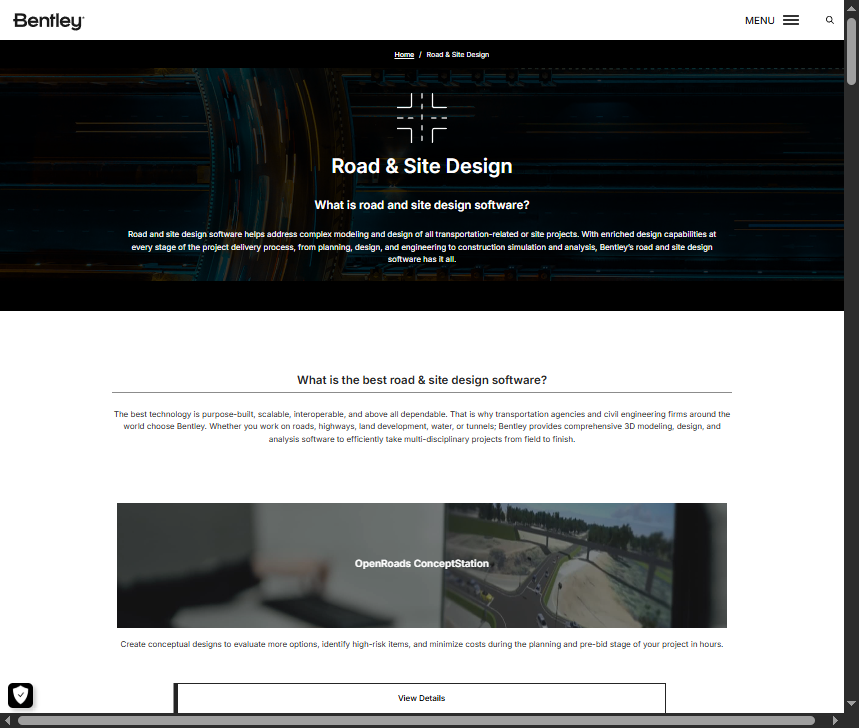 Bentley
MENU
Home / Road & Site Design
Road & Site Design
What is road and site design software?
Road and site design software helps address complex modeling and design of all transportation-related or site projects. With enriched design capabilities at
every stage of the project delivery process, from planning, design, and engineering to construction simulation and analysis, Bentley's road and site design
software has it all.
What is the best road & site design software?
The best technology is purpose-built, scalable, interoperable, and above all dependable. That is why transportation agencies and civil engineering firms around the
world choose Bentley. Whether you work on roads, highways, land development, water, or tunnels; Bentley provides comprehensive 3D modeling, design, and
analysis software to efficiently take multi-disciplinary projects from field to finish.
OpenRoads ConceptStation
Create conceptual designs to evaluate more options, identify high-risk items, and minimize costs during the planning and pre-bid stage of your project in hours.
View Details